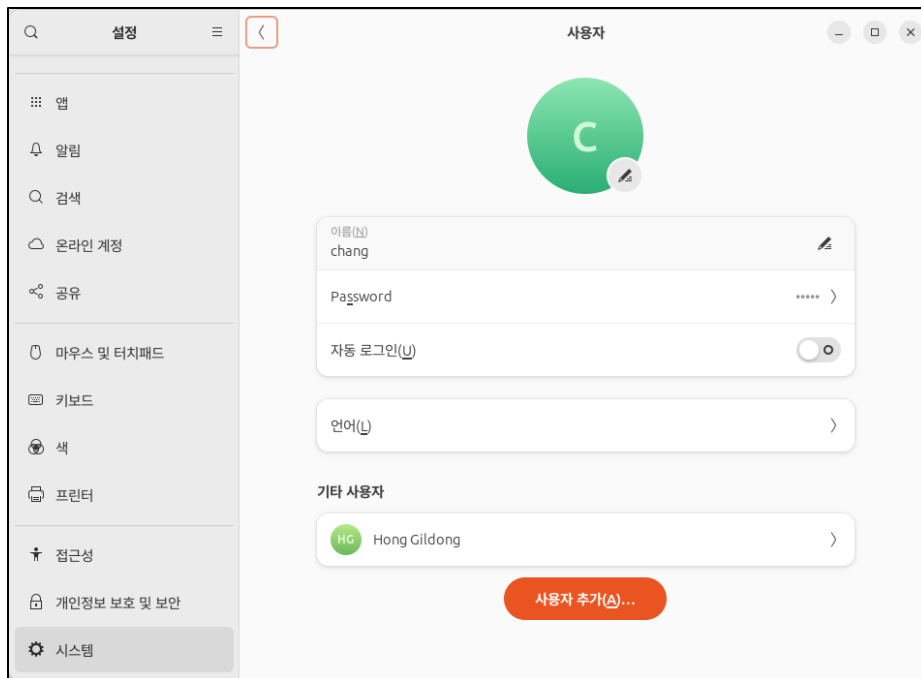 설정
사용자
앱
알림
검색
온라인 계정
공유
마우스 및 터치패드
키보드
색
프린터
접근성
개인정보 보호 및 보안
시스템
C
이름(N)
chang
Password •••••
자동 로그인(U)
언어(L)
기타 사용자
HG Hong Gildong
사용자 추가(A)...